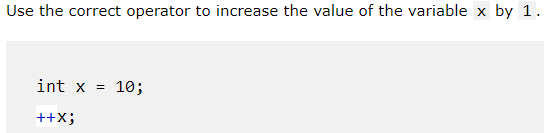 Use the correct operator to increase the value of the variable x by 1.
int x = 10;
++x;